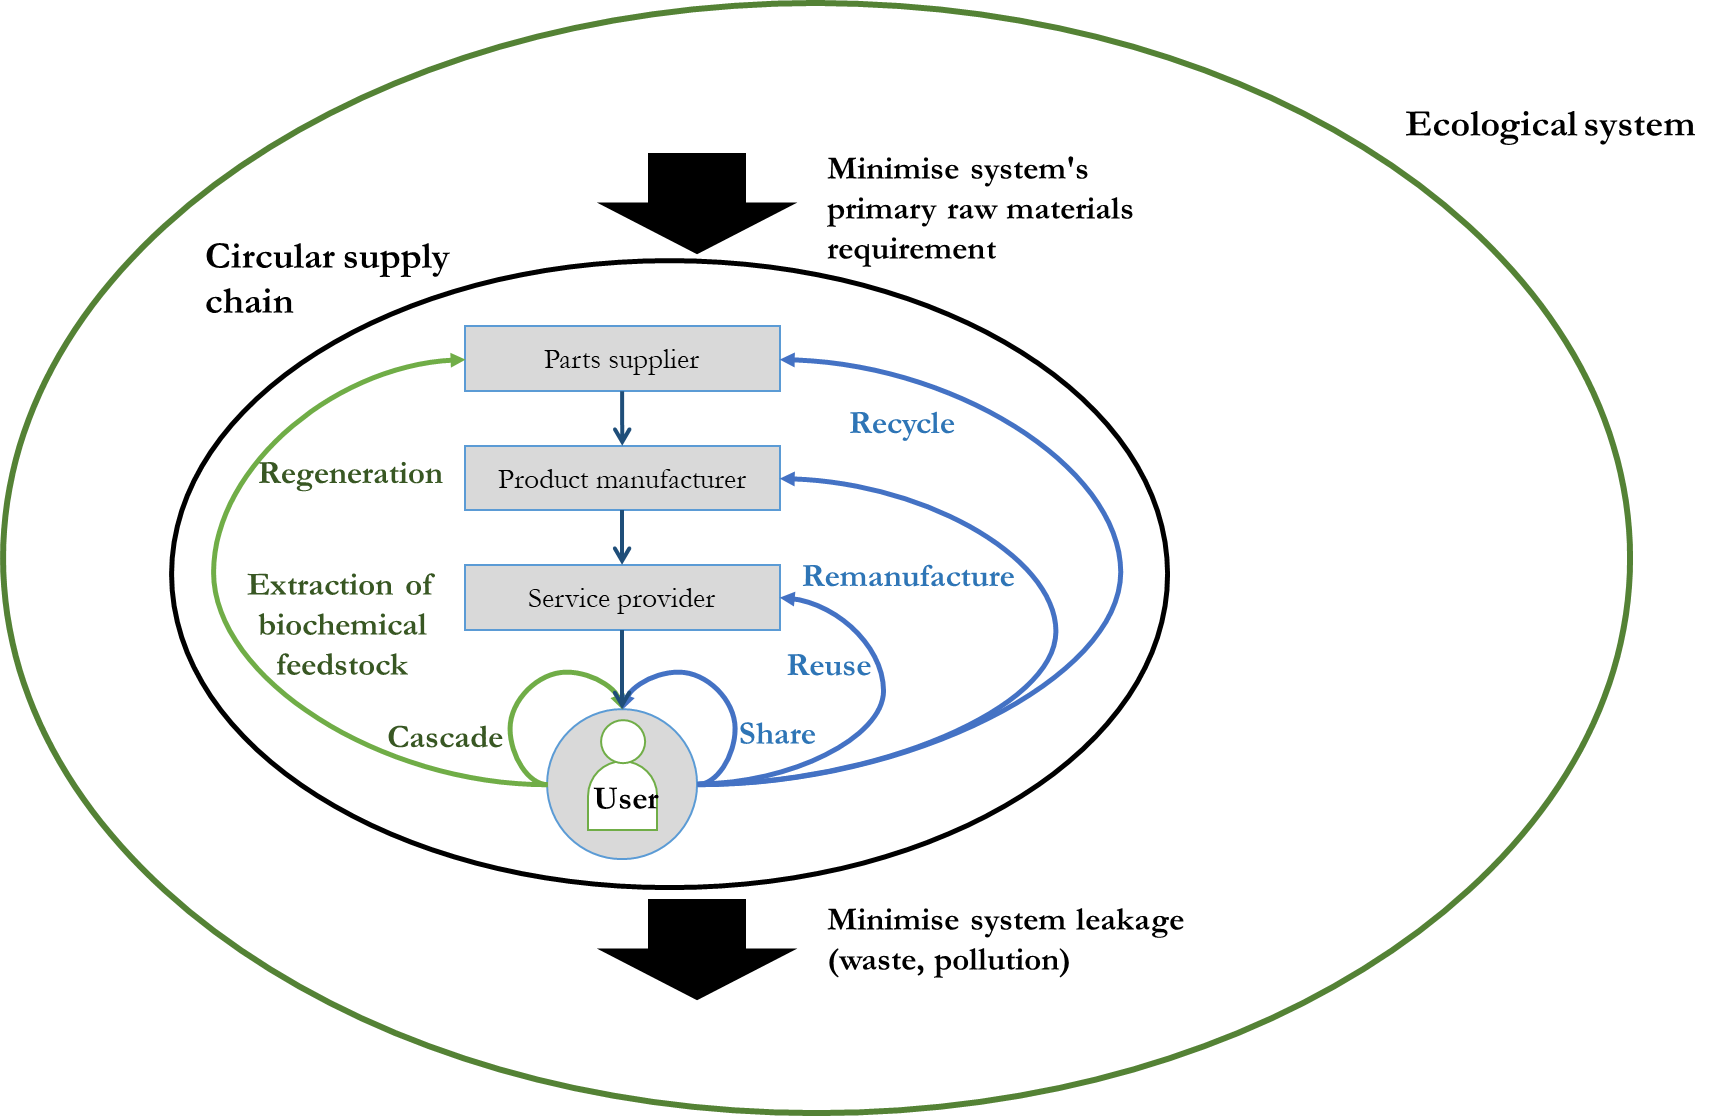 Ecological system
Minimise system's
primary raw materials
requirement
Circular supply
chain
Parts supplier
Recycle
Regeneration
Product manufacturer
Extraction of
biochemical
feedstock
Remanufacture
Service provider
Reuse
Cascade
Share
User
Minimise system leakage
(waste, pollution)